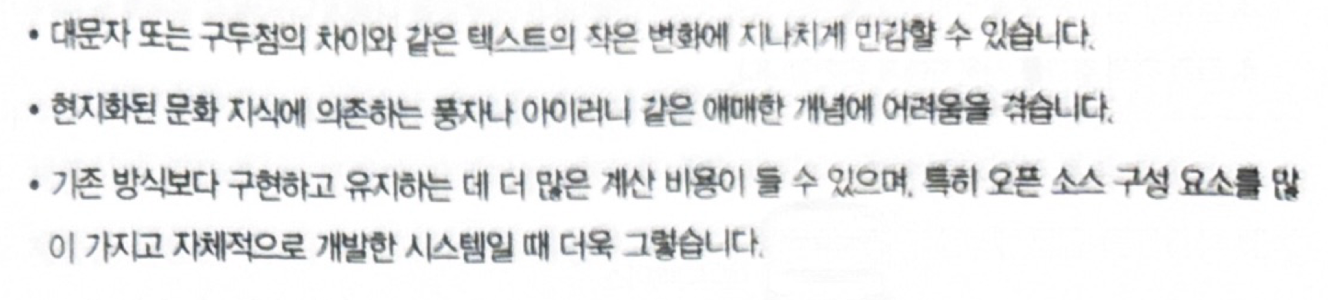 • 대문자 또는 구두점의 차이와 같은 텍스트의 작은 변화에 지나치게 민감할 수 있습니다.
• 현지화된 문화 지식에 의존하는 풍자나 아이러니 같은 애매한 개념에 어려움을 겪습니다.
• 기존 방식보다 구현하고 유지하는 데 더 많은 계산 비용이 들 수 있으며, 특히 오픈 소스 구성 요소를 많
이 가지고 자체적으로 개발한 시스템일 때 더욱 그렇습니다.